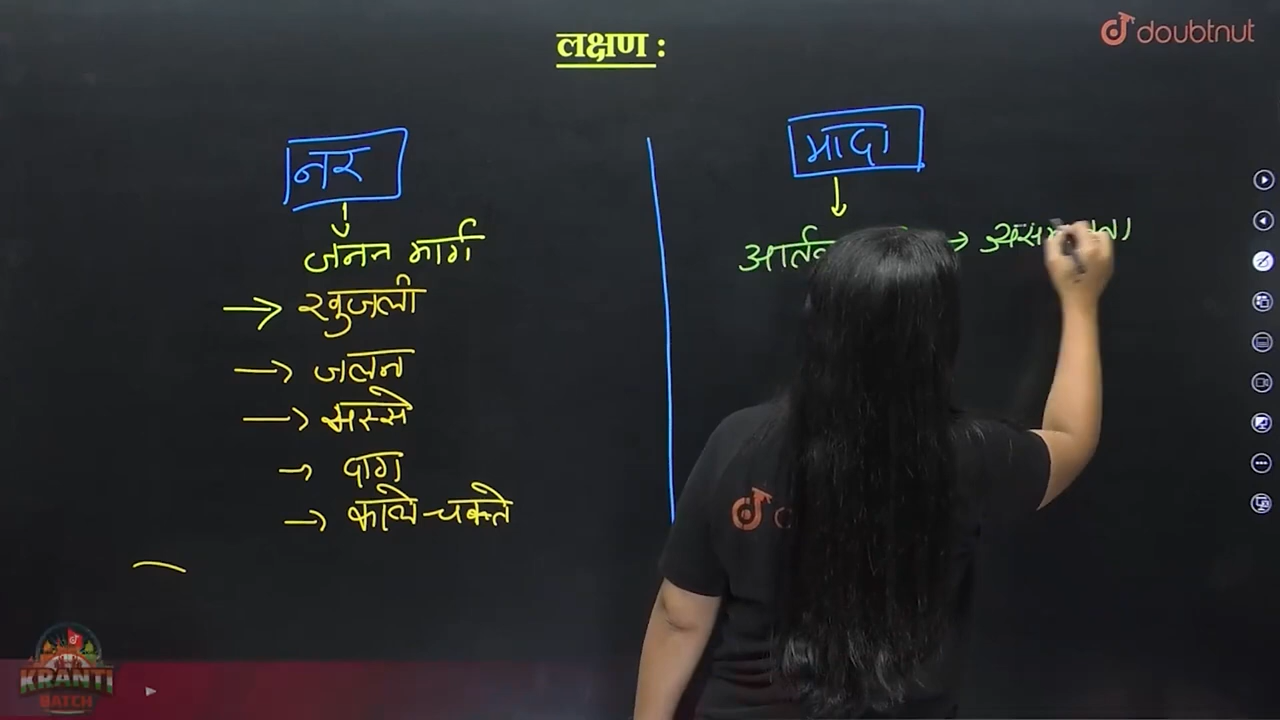 लक्षण :
doubtnut
नर
जनन मार्ग
→ खुजली
→ जलन
→ मस्से
→ दाग
→ काले-चकते
मादा
→
KRANTI
BATCH